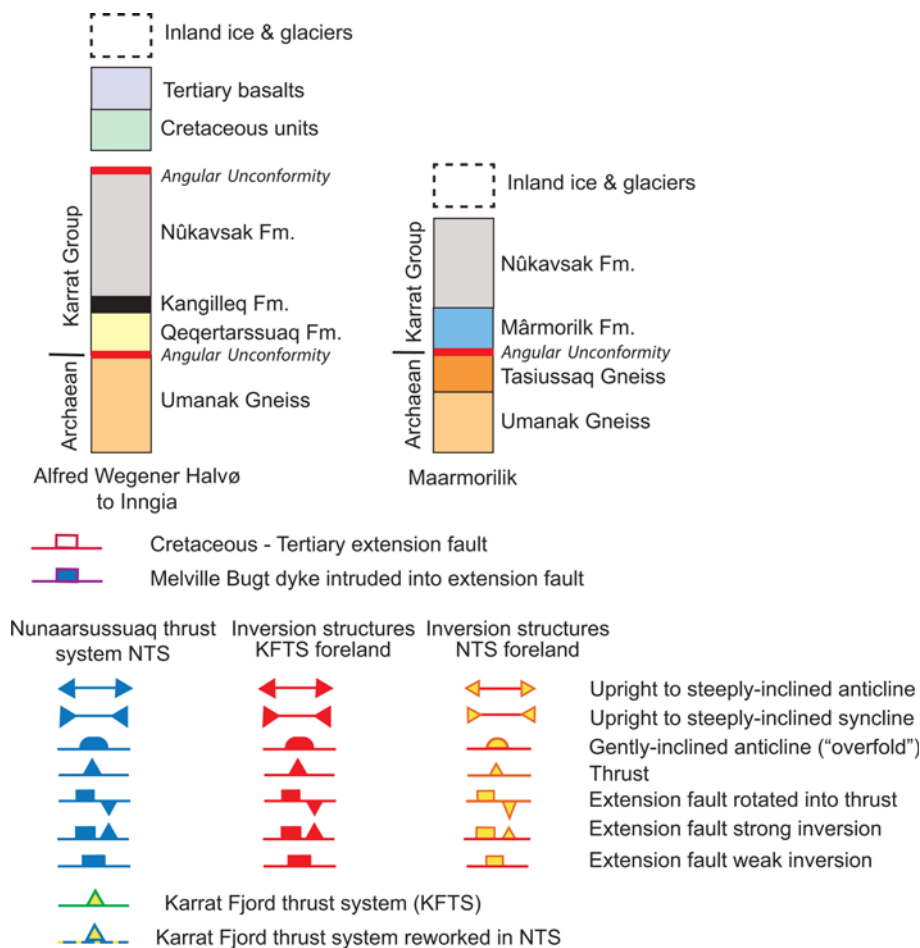 Inland ice & glaciers
Tertiary basalts
Cretaceous units
Angular Unconformity
Nûkavsak Fm.
Kangilleq Fm.
Qeqertarssuaq Fm.
Angular Unconformity
Umanak Gneiss
Karrat Group
Archaean
Alfred Wegener Halvø
to Inngia
Inland ice & glaciers
Nûkavsak Fm.
Mârmorilk Fm.
Angular Unconformity
Tasiussaq Gneiss
Umanak Gneiss
Karrat Group
Archaean
Maarmorilik
Cretaceous - Tertiary extension fault
Melville Bugt dyke intruded into extension fault
Nunaarsussuaq thrust
system NTS
Inversion structures
KFTS foreland
Inversion structures
NTS foreland
Upright to steeply-inclined anticline
Upright to steeply-inclined syncline
Gently-inclined anticline ("overfold")
Thrust
Extension fault rotated into thrust
Extension fault strong inversion
Extension fault weak inversion
Karrat Fjord thrust system (KFTS)
Karrat Fjord thrust system reworked in NTS